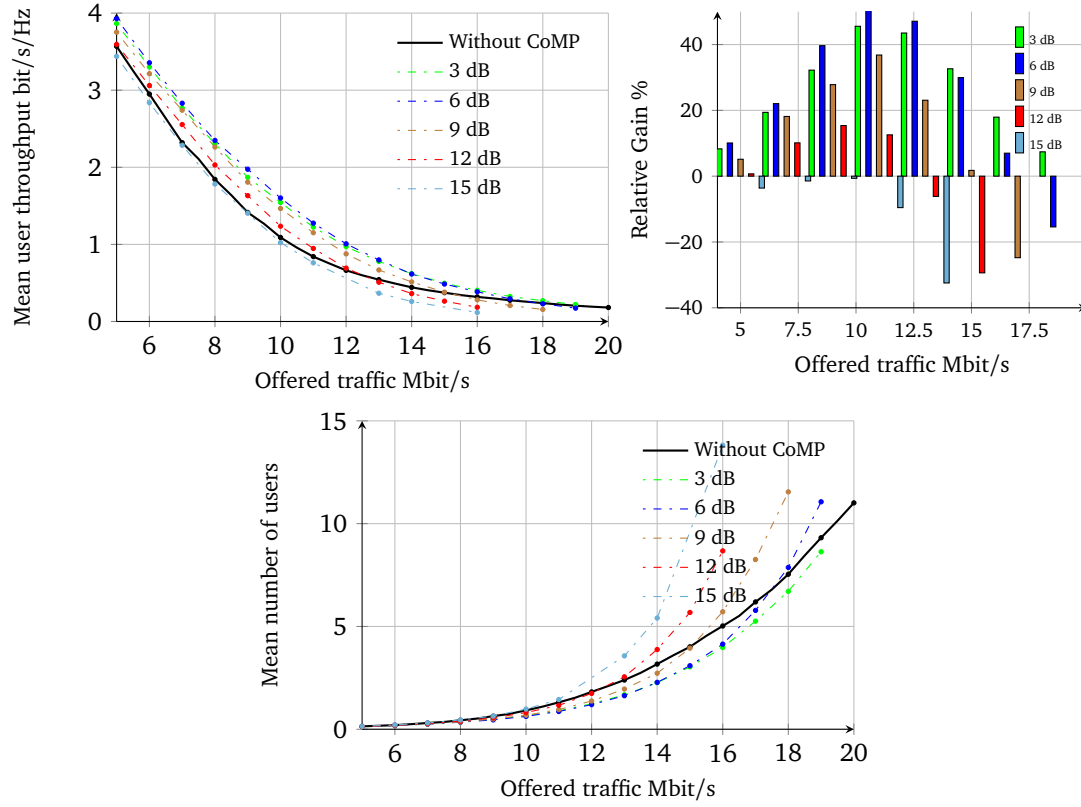 Mean user throughput bit/s/Hz
4
3
2
1
0
6 8 10 12 14 16 18 20
Offered traffic Mbit/s
Without CoMP
3 dB
6 dB
9 dB
12 dB
15 dB
Relative Gain %
40
20
0
−20
−40
5 7.5 10 12.5 15 17.5
Offered traffic Mbit/s
3 dB
6 dB
9 dB
12 dB
15 dB
Mean number of users
15
10
5
0
6 8 10 12 14 16 18 20
Offered traffic Mbit/s
Without CoMP
3 dB
6 dB
9 dB
12 dB
15 dB